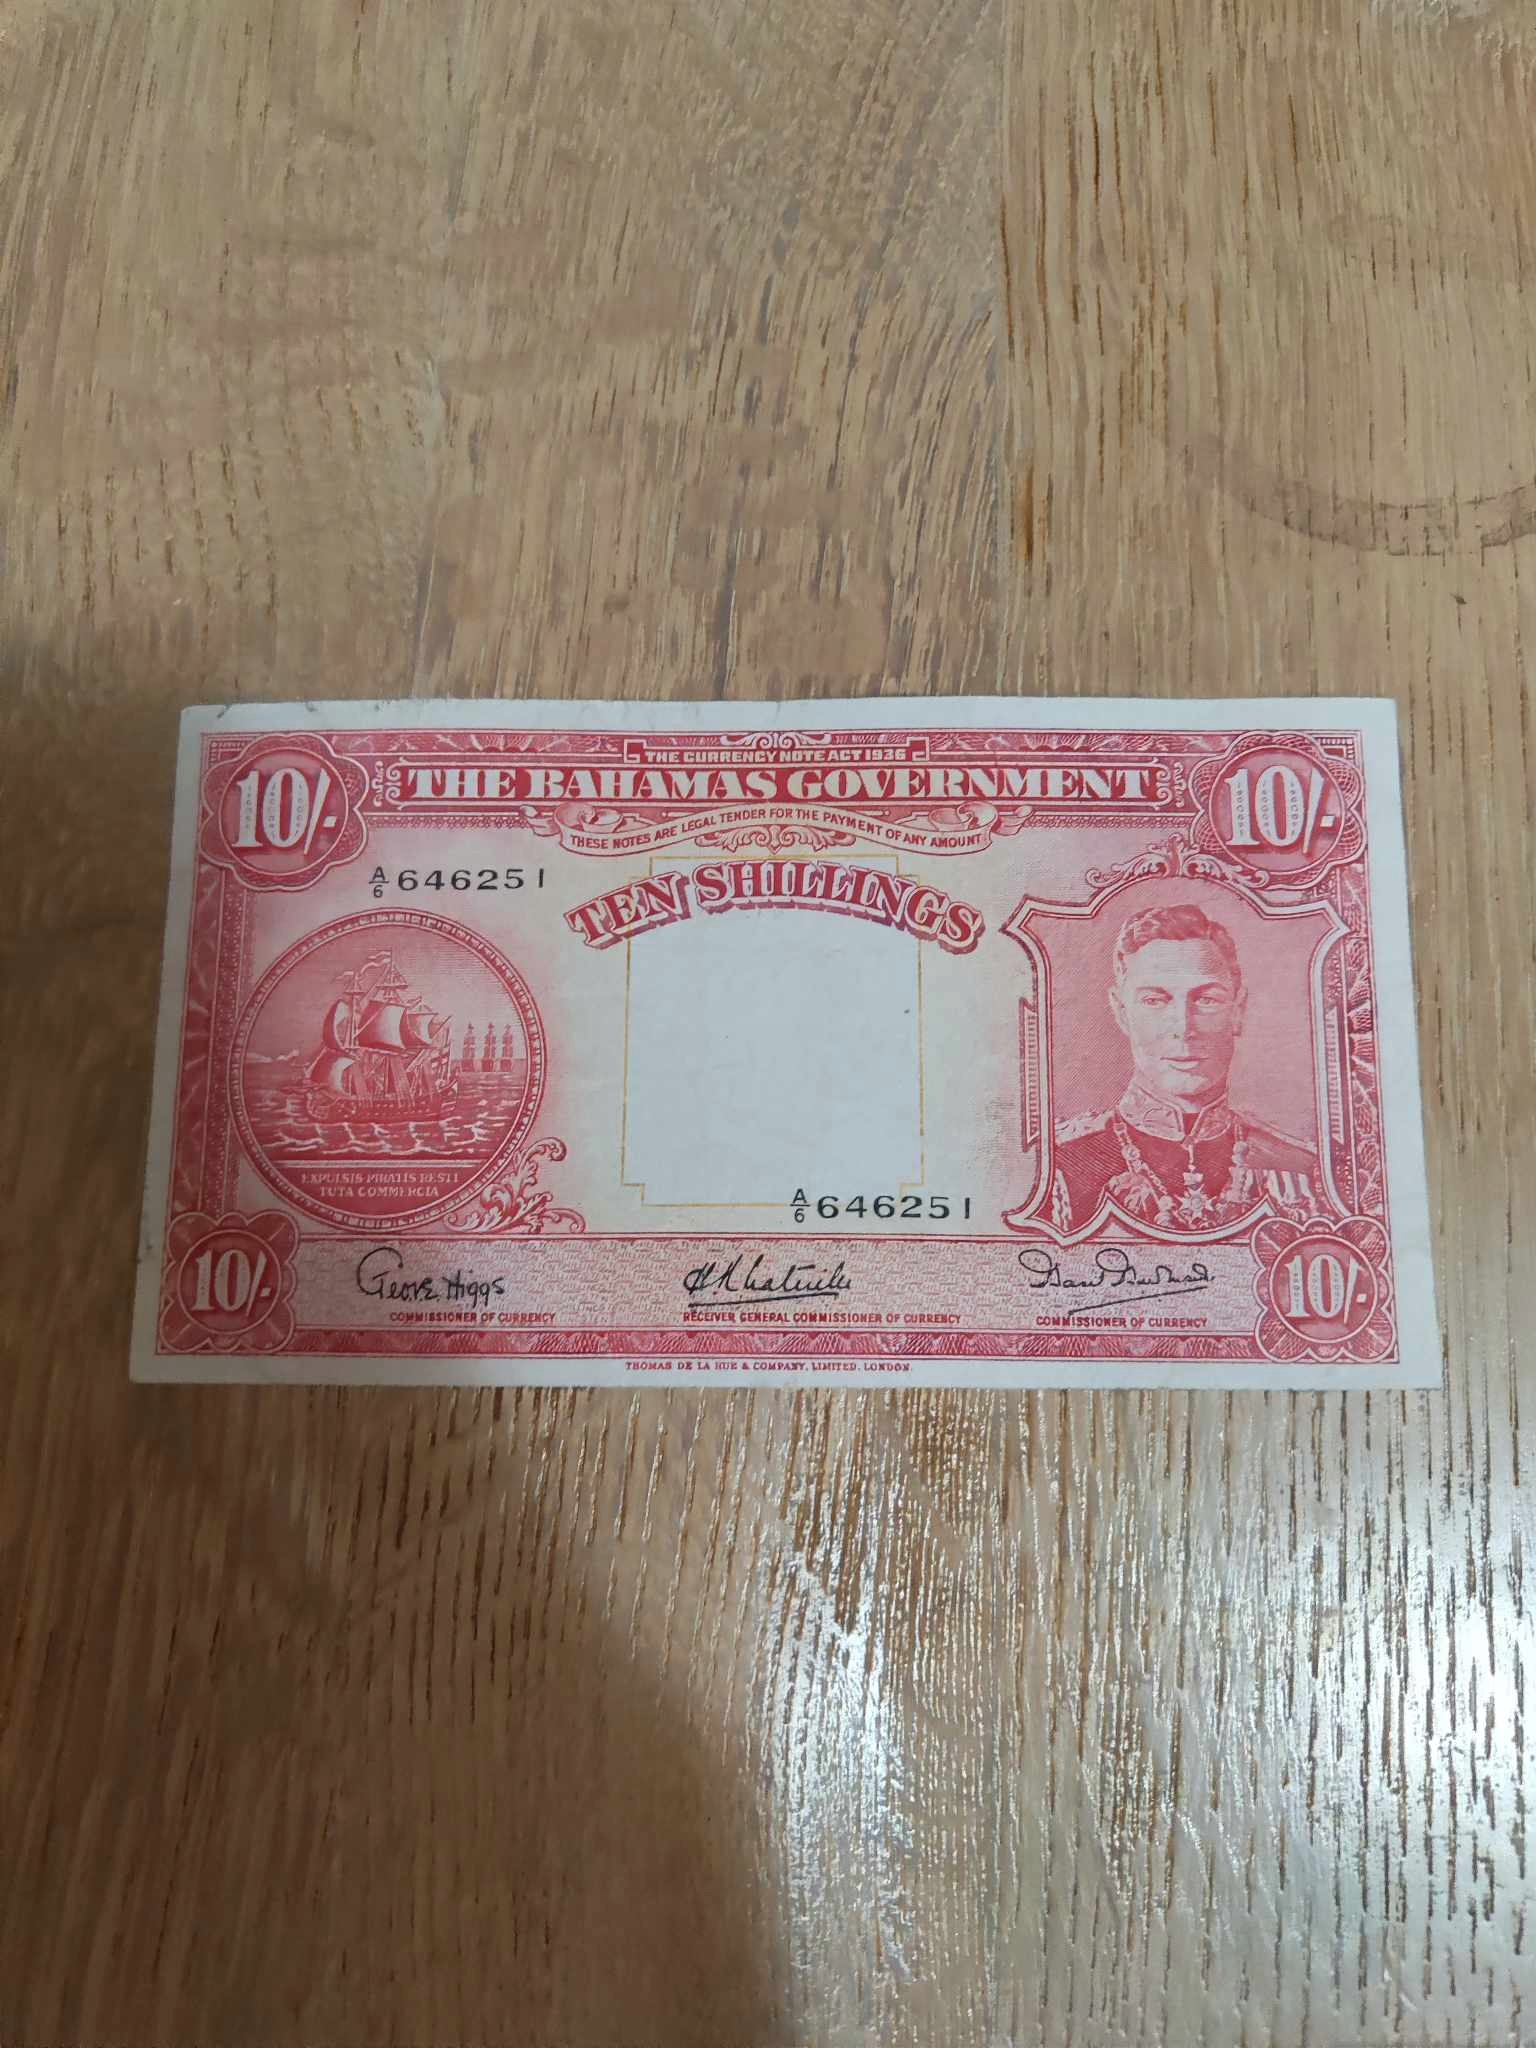 THE CURRENCY NOTE ACT 1936
10/- THE BAHAMAS GOVERNMENT 10/-
THESE NOTES ARE LEGAL TENDER FOR THE PAYMENT OF ANY AMOUNT
A/6 646251
TEN SHILLINGS
EXPULSIS PIRATIS RESTI
TUTA COMMERCIA
A/6 646251
10/- 10/-
George Higgs
COMMISSIONER OF CURRENCY
RECEIVER GENERAL COMMISSIONER OF CURRENCY
COMMISSIONER OF CURRENCY
THOMAS DE LA RUE & COMPANY, LIMITED. LONDON.